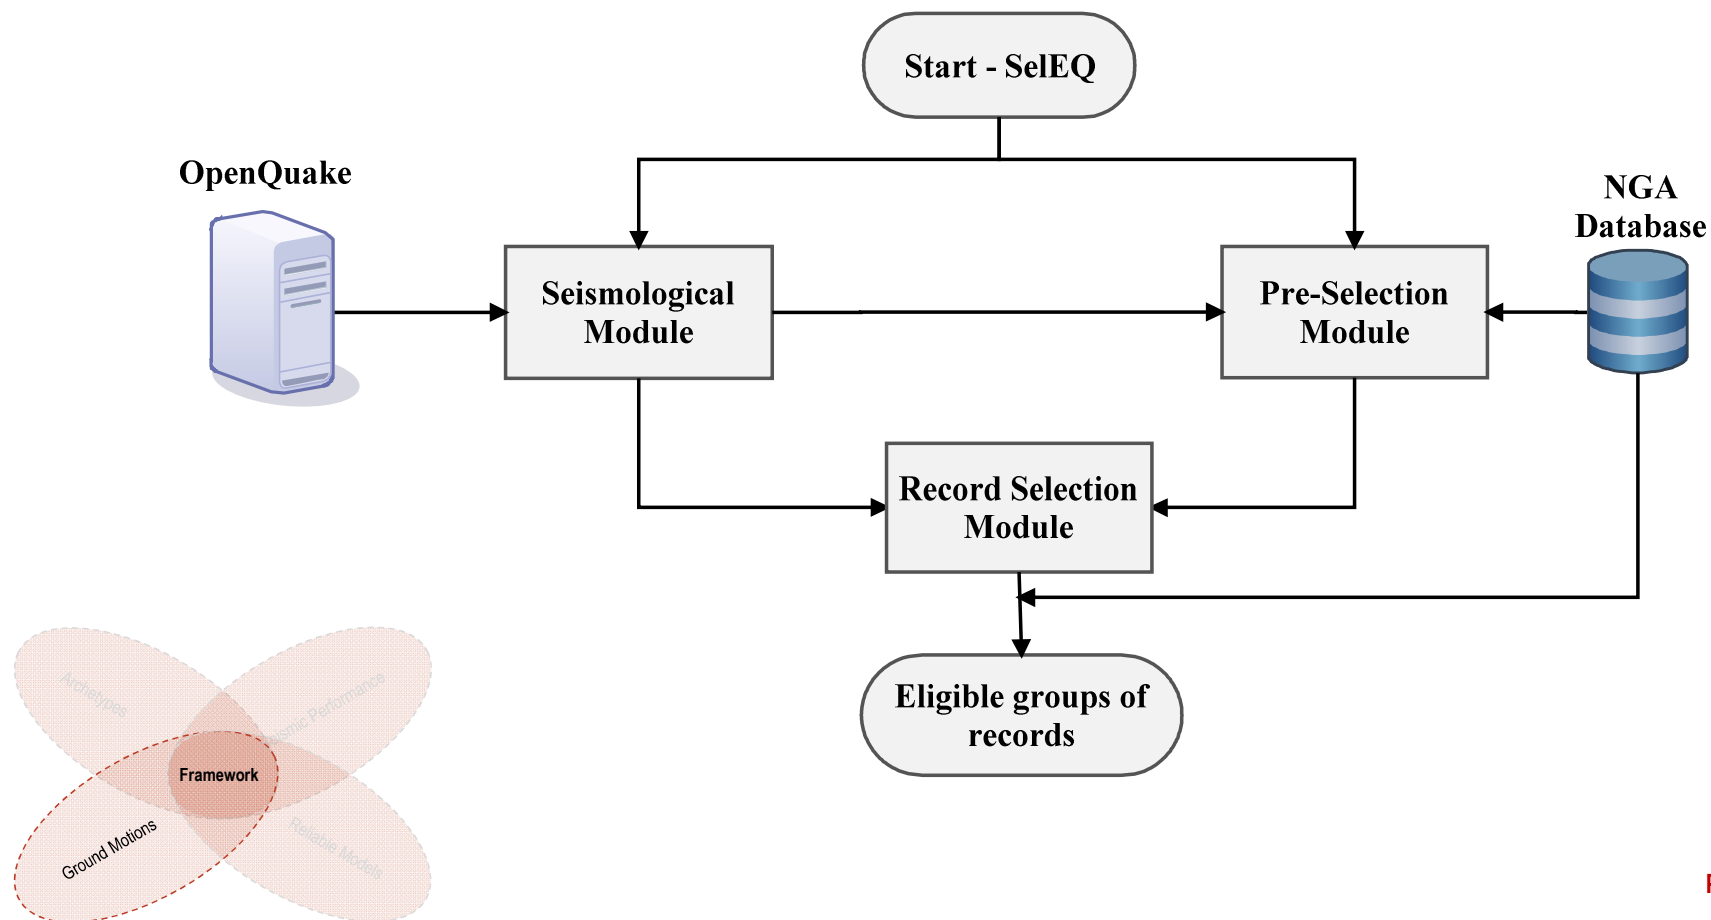 Start - SelEQ
OpenQuake
NGA
Database
Seismological
Module
Pre-Selection
Module
Record Selection
Module
Eligible groups of
records
Archetypes
Performance
Framework
Ground Motions
Reliable Models